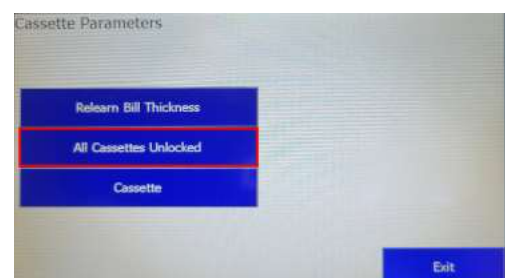 Cassette Parameters
Relearn Bill Thickness
All Cassettes Unlocked
Cassette
Exit